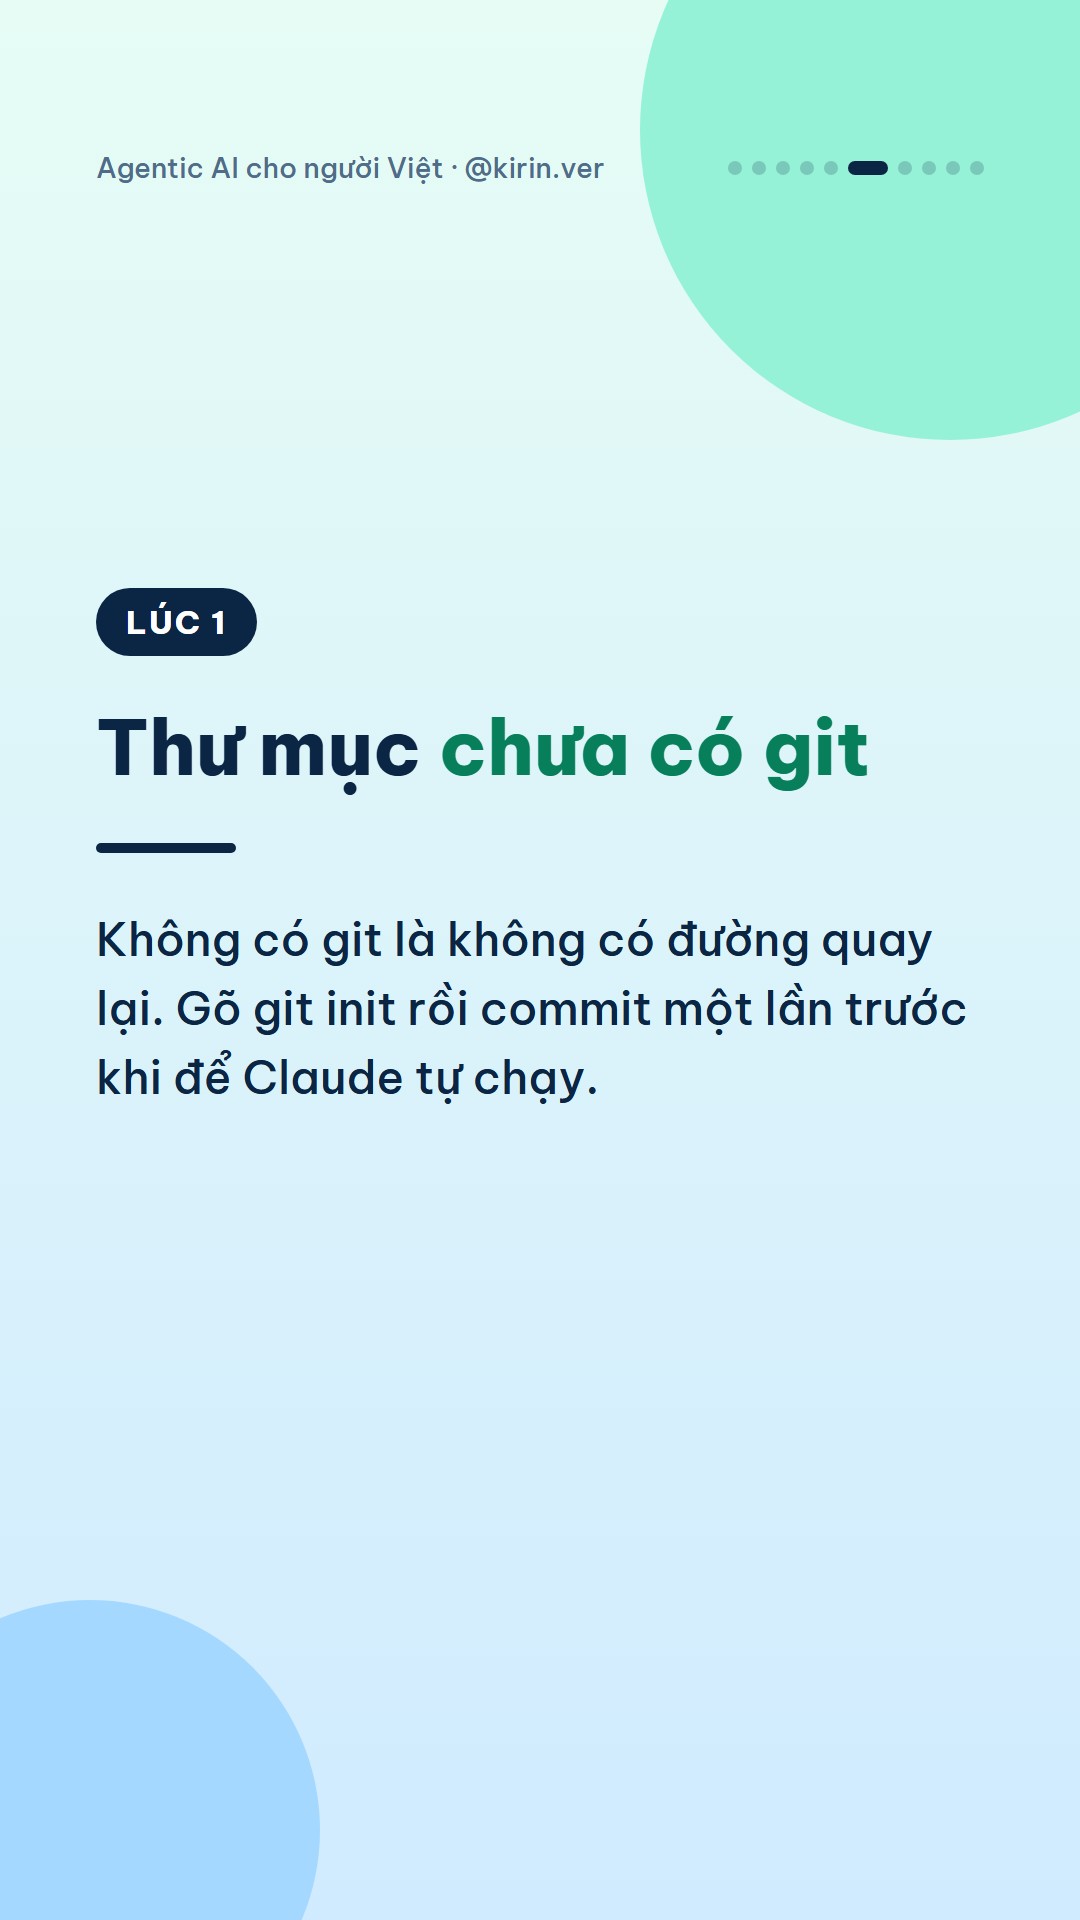 Agentic AI cho người Việt · @kirin.ver
LÚC 1
Thư mục chưa có git
Không có git là không có đường quay
lại. Gõ git init rồi commit một lần trước
khi để Claude tự chạy.